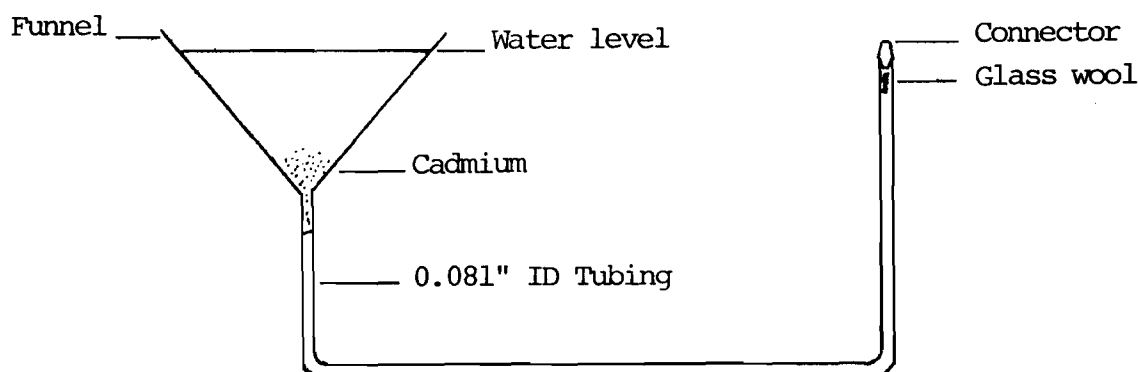 Funnel
Water level
Connector
Glass wool
Cadmium
0.081" ID Tubing